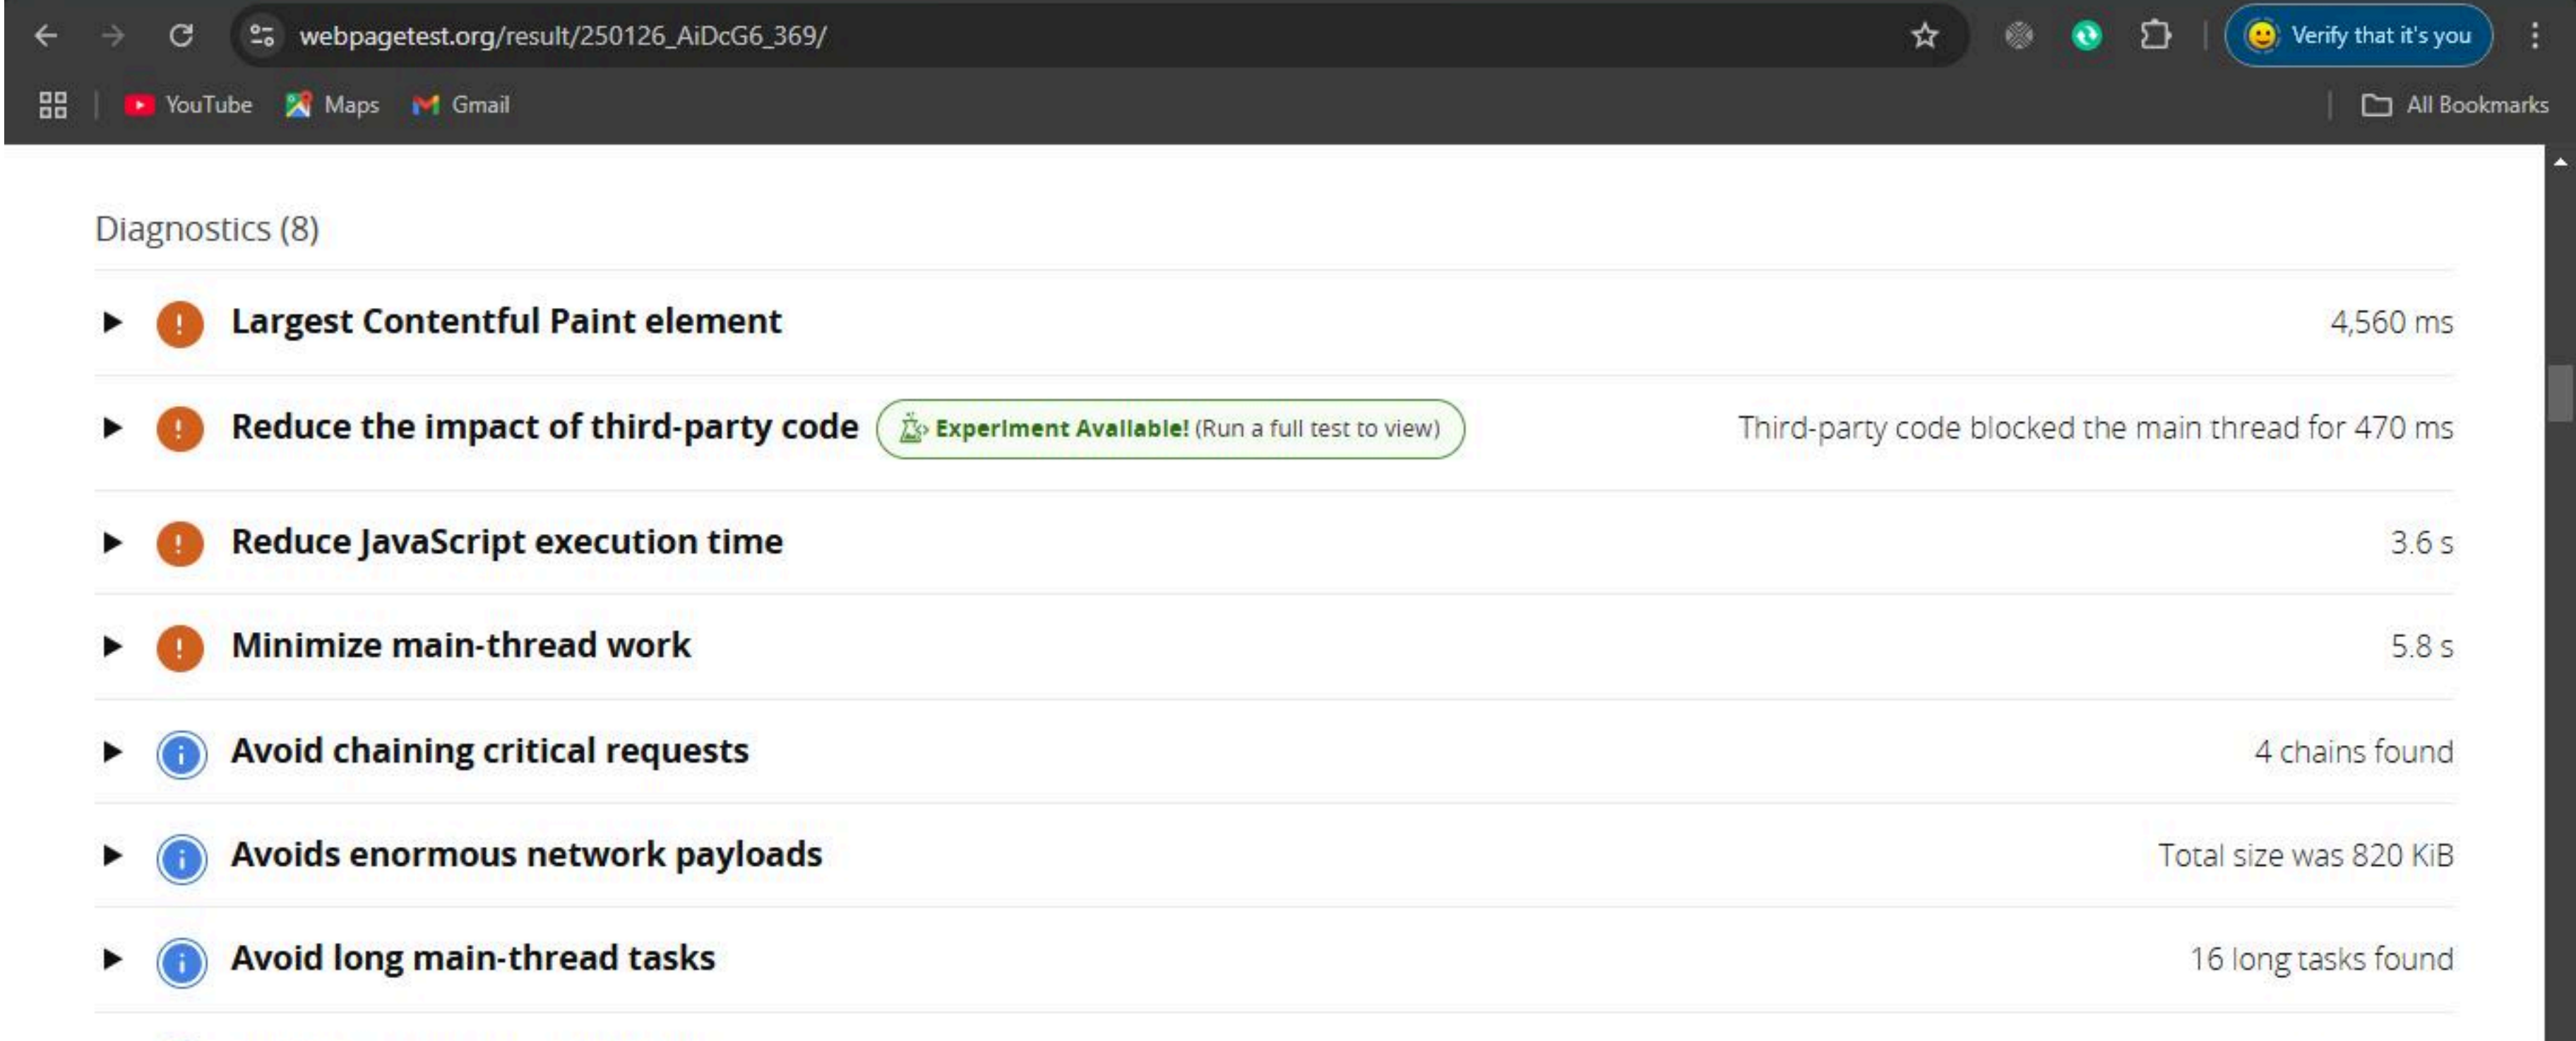 webpagetest.org/result/250126_AiDcG6_369/
Verify that it's you
YouTube Maps Gmail All Bookmarks
Diagnostics (8)
Largest Contentful Paint element 4,560 ms
Reduce the impact of third-party code Experiment Available! (Run a full test to view) Third-party code blocked the main thread for 470 ms
Reduce JavaScript execution time 3.6 s
Minimize main-thread work 5.8 s
Avoid chaining critical requests 4 chains found
Avoids enormous network payloads Total size was 820 KiB
Avoid long main-thread tasks 16 long tasks found